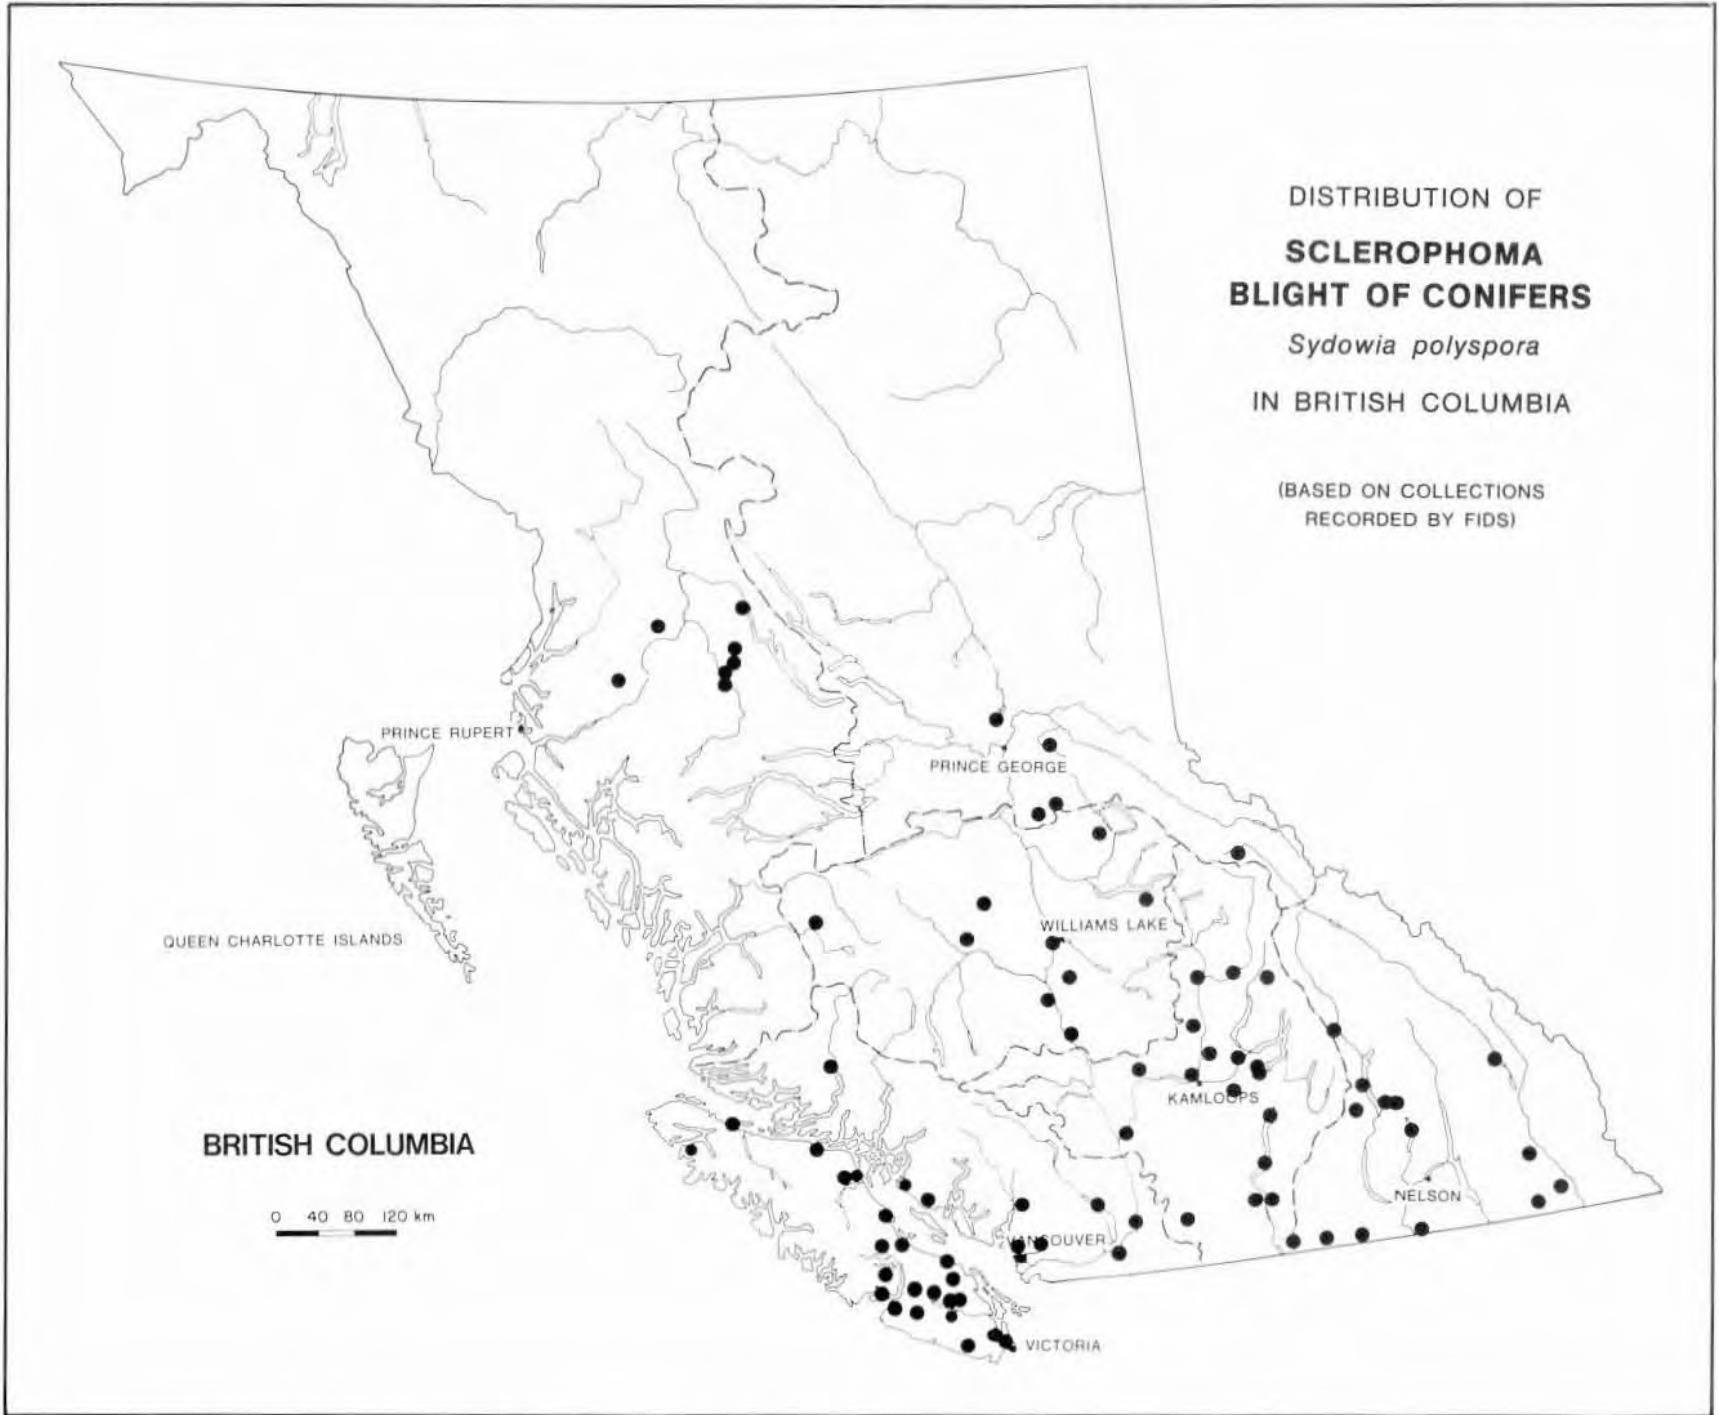 DISTRIBUTION OF
SCLEROPHOMA
BLIGHT OF CONIFERS
Sydowia polyspora
IN BRITISH COLUMBIA
(BASED ON COLLECTIONS
RECORDED BY FIDS)
PRINCE RUPERT
PRINCE GEORGE
WILLIAMS LAKE
QUEEN CHARLOTTE ISLANDS
KAMLOOPS
BRITISH COLUMBIA
NELSON
0 40 80 120 km
VANCOUVER
VICTORIA